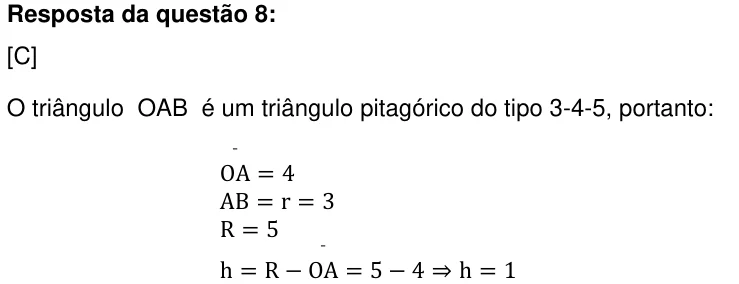 Resposta da questão 8:
[C]
O triângulo OAB é um triângulo pitagórico do tipo 3-4-5, portanto:
OA = 4
AB = r = 3
R = 5
h = R − OA = 5 − 4 ⇒ h = 1